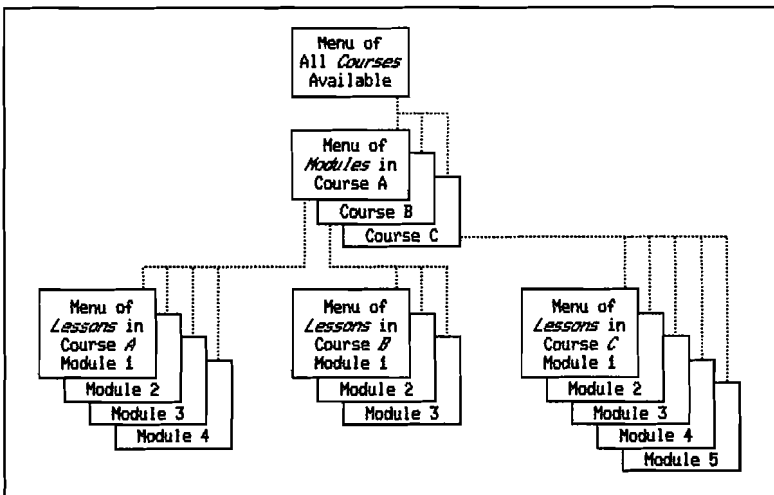 Menu of
All Courses
Available
Menu of
Modules in
Course A
Course B
Course C
Menu of
Lessons in
Course A
Module 1
Module 2
Module 3
Module 4
Menu of
Lessons in
Course B
Module 1
Module 2
Module 3
Menu of
Lessons in
Course C
Module 1
Module 2
Module 3
Module 4
Module 5